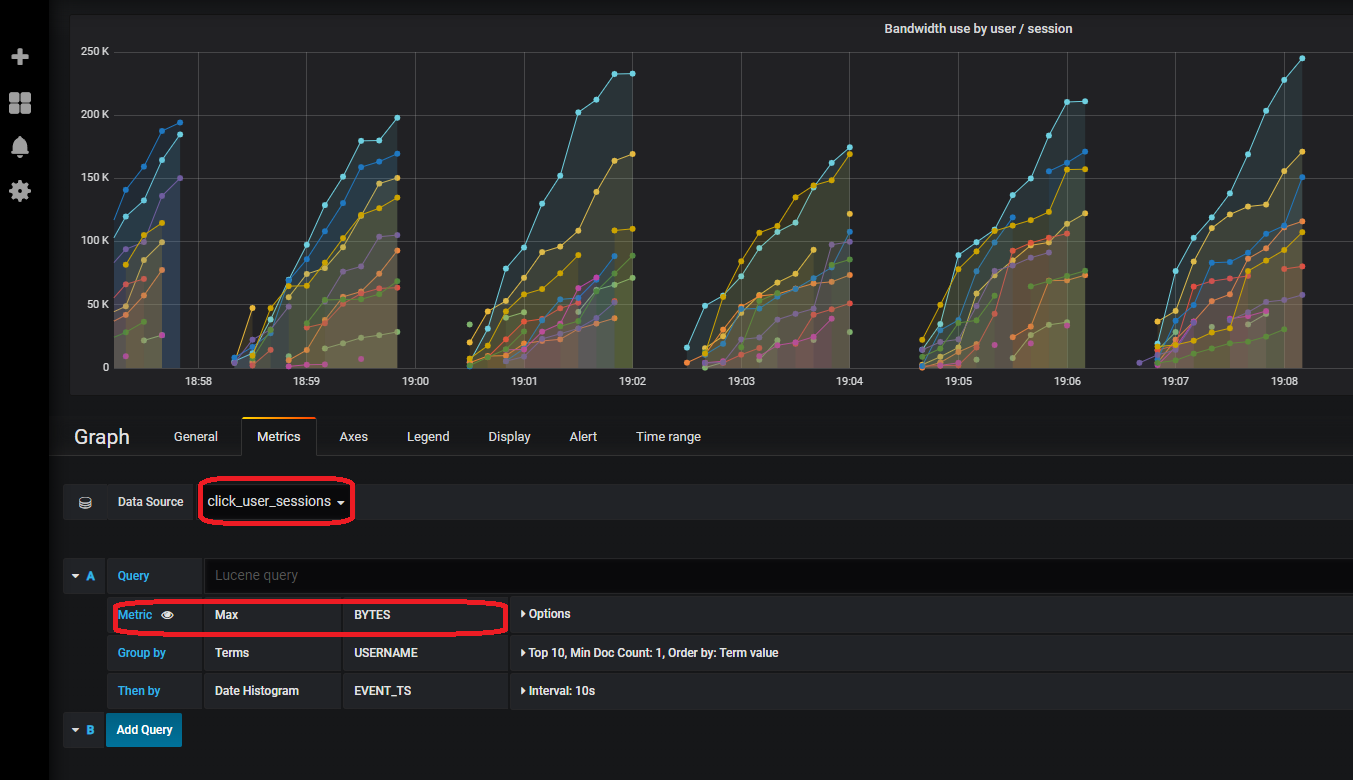 Bandwidth use by user / session
250 K
200 K
150 K
100 K
50 K
0
18:58 18:59 19:00 19:01 19:02 19:03 19:04 19:05 19:06 19:07 19:08
Graph General Metrics Axes Legend Display Alert Time range
Data Source click_user_sessions
A Query Lucene query
Metric Max BYTES Options
Group by Terms USERNAME Top 10, Min Doc Count: 1, Order by: Term value
Then by Date Histogram EVENT_TS Interval: 10s
B Add Query